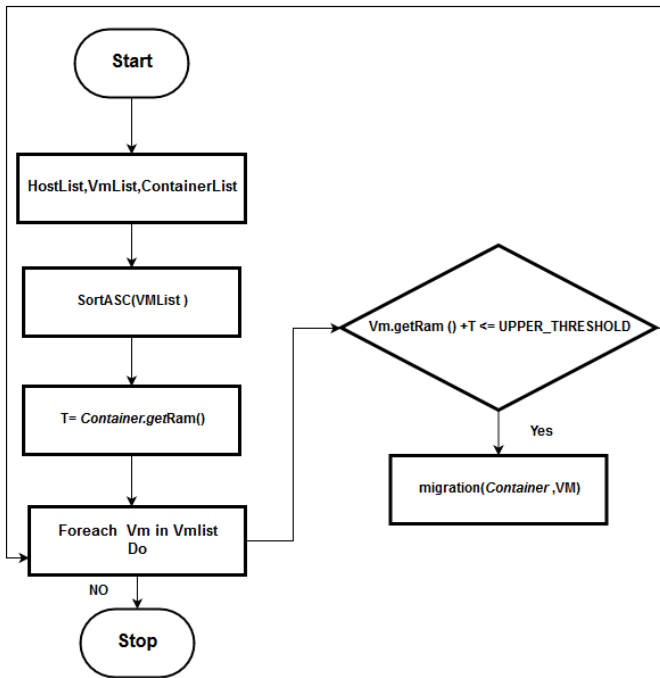 Start
HostList,VmList,ContainerList
SortASC(VMList )
T= Container.getRam()
Foreach Vm in Vmlist
Do
NO
Stop
Vm.getRam () +T <= UPPER_THRESHOLD
Yes
migration(Container ,VM)